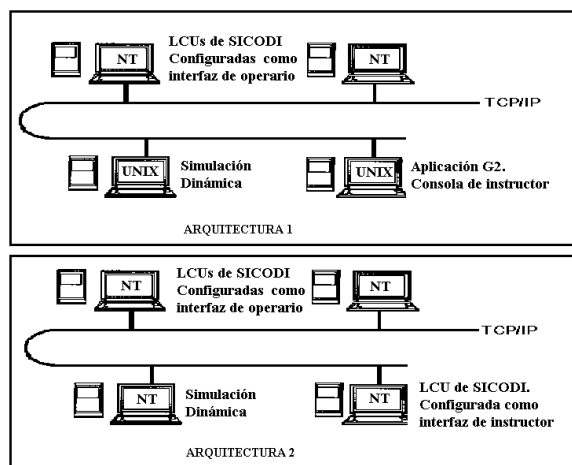 LCUs de SICODI
Configuradas como
interfaz de operario
NT
NT
TCP/IP
UNIX
Simulación
Dinámica
UNIX
Aplicación G2.
Consola de instructor
ARQUITECTURA 1
LCUs de SICODI
Configuradas como
interfaz de operario
NT
NT
TCP/IP
NT
Simulación
Dinámica
NT
LCU de SICODI.
Configurada como
interfaz de instructor
ARQUITECTURA 2